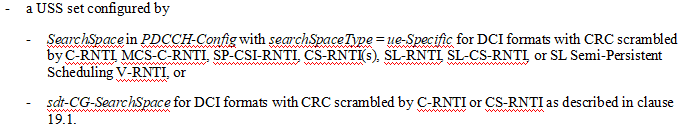 - a USS set configured by
- SearchSpace in PDCCH-Config with searchSpaceType = ue-Specific for DCI formats with CRC scrambled
by C-RNTI, MCS-C-RNTI, SP-CSI-RNTI, CS-RNTI(s), SL-RNTI, SL-CS-RNTI, or SL Semi-Persistent
Scheduling V-RNTI, or
- sdt-CG-SearchSpace for DCI formats with CRC scrambled by C-RNTI or CS-RNTI as described in clause
19.1.